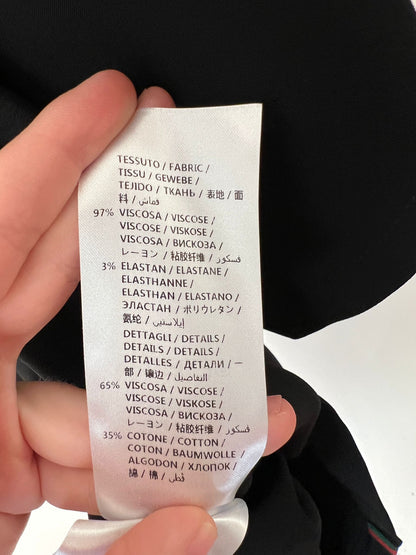 TESSUTO / FABRIC /
TISSU / GEWEBE /
TEJIDO / ТКАНЬ / 表地 / 面
料 / قماش /
97% VISCOSA / VISCOSE /
VISCOSE / VISKOSE /
VISCOSA / ВИСКОЗА /
レーヨン / 粘胶纤维 / فسكوز /
3% ELASTAN / ELASTANE /
ELASTHANNE /
ELASTHAN / ELASTANO /
ЭЛАСТАН / ポリウレタン /
氨纶 / إيلاستين /
DETTAGLI / DETAILS /
DETAILS / DETAILS /
DETALLES / ДЕТАЛИ / 一
部 / 镶边 / التفاصيل /
65% VISCOSA / VISCOSE /
VISCOSE / VISKOSE /
VISCOSA / ВИСКОЗА /
レーヨン / 粘胶纤维 / فسكوز /
35% COTONE / COTTON /
COTON / BAUMWOLLE /
ALGODON / ХЛОПОК /
綿 / 棉 / قطن /